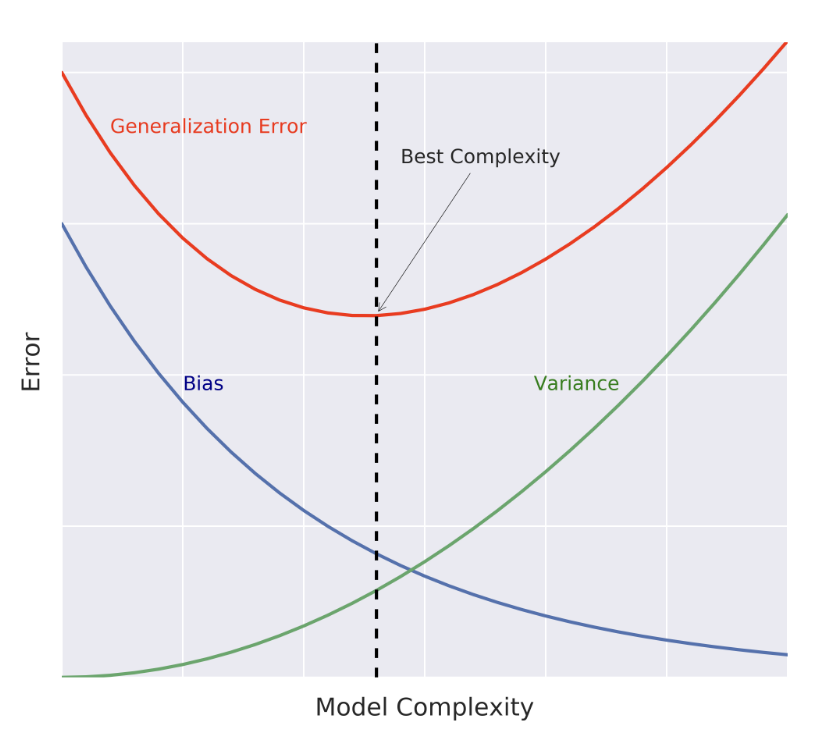 Generalization Error
Best Complexity
Error
Bias
Variance
Model Complexity